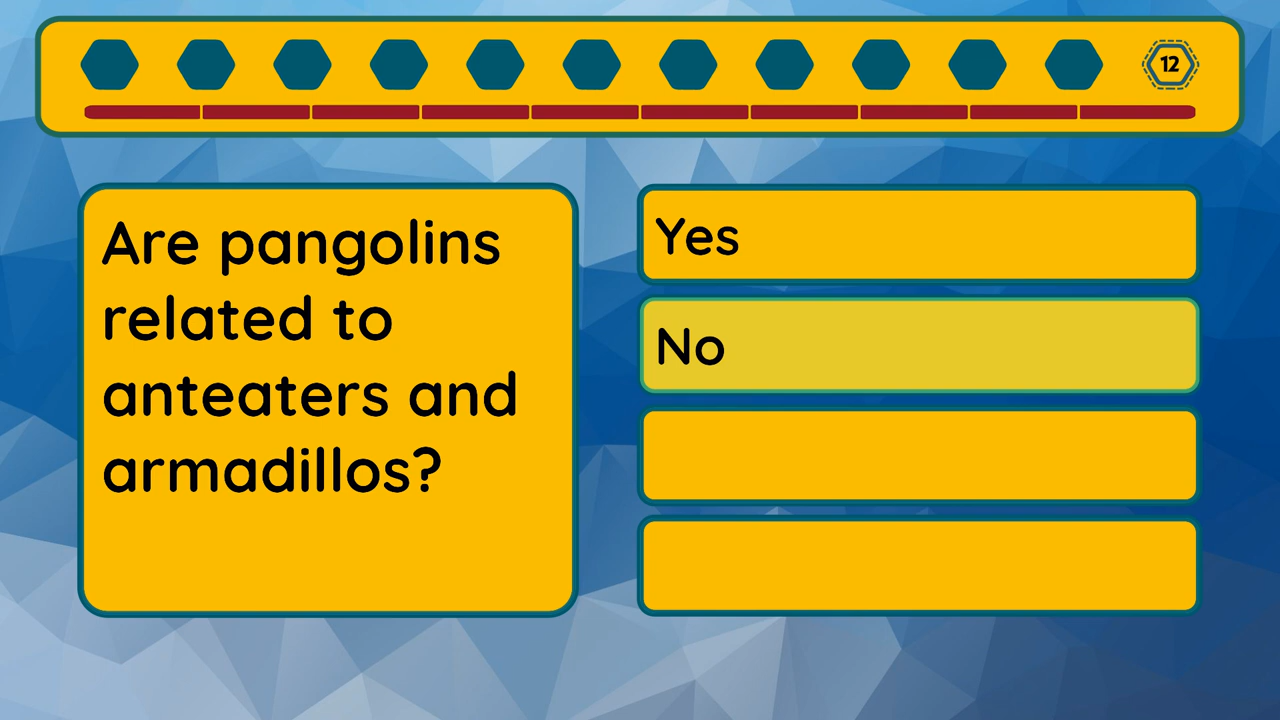 12
Are pangolins
related to
anteaters and
armadillos?
Yes
No